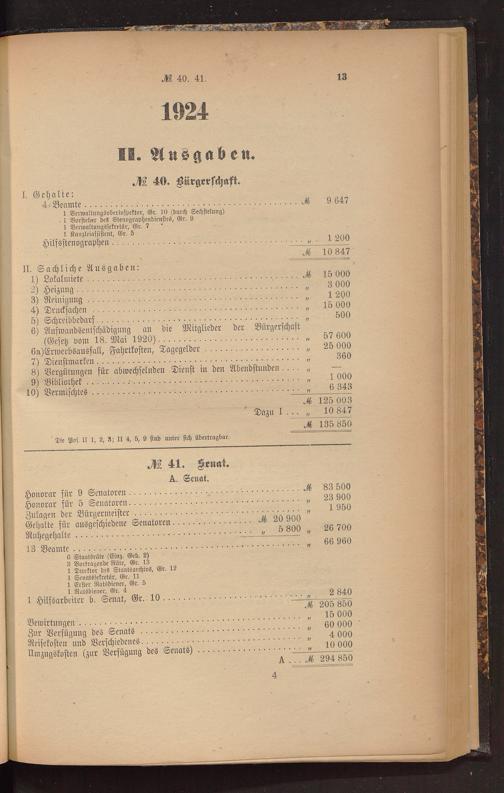 № 40. 41. 13
1924
II. Ausgaben.
№ 40. Bürgerschaft.
I. Gehalte:
4 Beamte ℳ 9 647
1 Verwaltungsoberinspektor, Gr. 10 (durch Sechstelung)
1 Vorsteher des Stenographendienstes, Gr. 9
1 Verwaltungssekretär, Gr. 7
1 Kanzleiassistent, Gr. 5
Hilfsstenographen „ 1 200
ℳ 10 847
II. Sachliche Ausgaben:
1) Lokalmiete ℳ 15 000
2) Heizung „ 3 000
3) Reinigung „ 1 200
4) Drucksachen „ 15 000
5) Schreibbedarf „ 500
6) Aufwandsentschädigung an die Mitglieder der Bürgerschaft
(Gesetz vom 18. Mai 1920) „ 57 600
6a) Erwerbsausfall, Fahrtkosten, Tagegelder „ 25 000
7) Dienstmarken „ 360
8) Vergütungen für abwechselnden Dienst in den Abendstunden „ —
9) Bibliothek „ 1 000
10) Vermischtes „ 6 343
ℳ 125 003
Dazu I „ 10 847
ℳ 135 850
Die Pos. II 1, 2, 3; II 4, 5, 9 sind unter sich übertragbar.
№ 41. Senat.
A. Senat.
Honorar für 9 Senatoren ℳ 83 500
Honorar für 5 Senatoren „ 23 900
Zulagen der Bürgermeister „ 1 950
Gehalte für ausgeschiedene Senatoren ℳ 20 900
Ruhegehalte „ 5 800 „ 26 700
13 Beamte „ 66 960
6 Staatsräte (Einz. Geh. 2)
3 Vortragende Räte, Gr. 13
1 Direktor des Staatsarchivs, Gr. 12
1 Senatssekretär, Gr. 11
1 Erster Ratsdiener, Gr. 5
1 Ratsdiener, Gr. 4
1 Hilfsarbeiter b. Senat, Gr. 10 „ 2 840
ℳ 205 850
Bewirtungen „ 15 000
Zur Verfügung des Senats „ 60 000
Reisekosten und Verschiedenes „ 4 000
Umzugskosten (zur Verfügung des Senats) „ 10 000
A ℳ 294 850
4